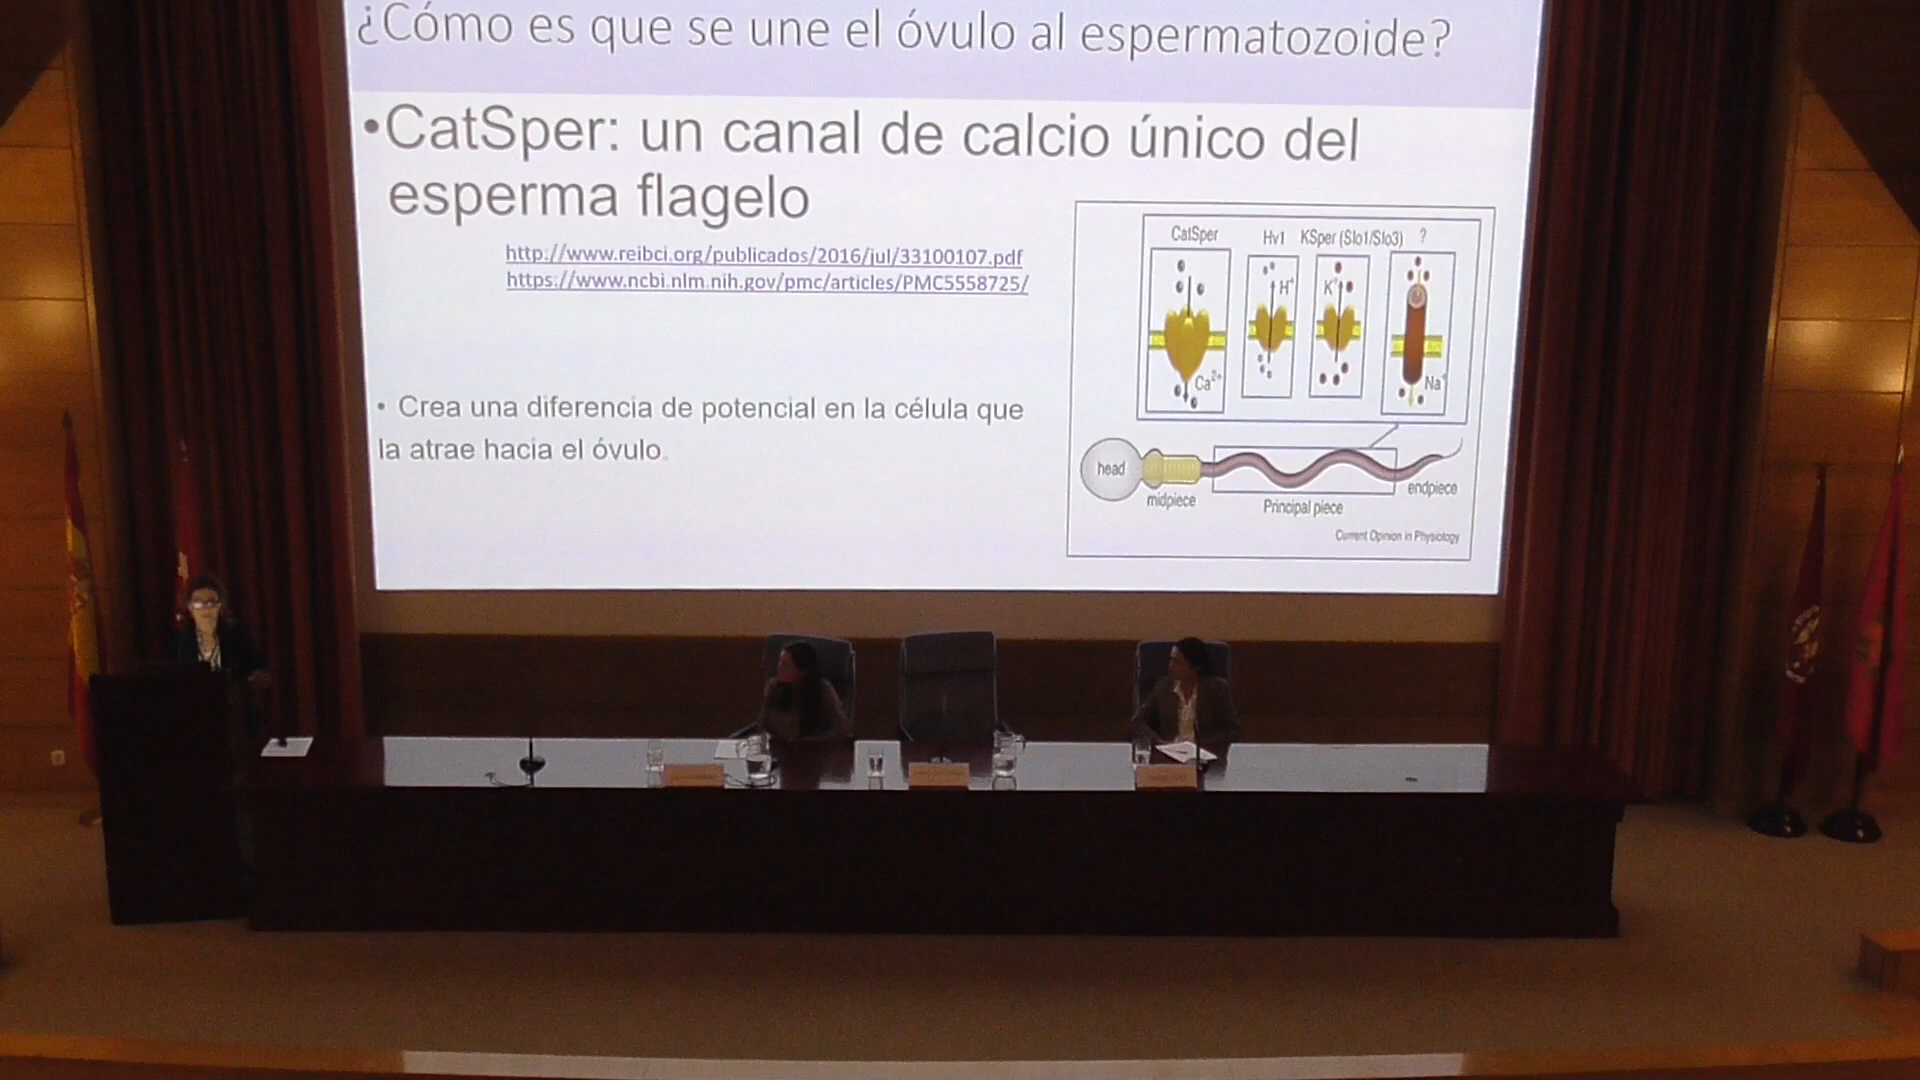 ¿Cómo es que se une el óvulo al espermatozoide?
•CatSper: un canal de calcio único del
esperma flagelo
http://www.reibci.org/publicados/2016/jul/33100107.pdf
https://www.ncbi.nlm.nih.gov/pmc/articles/PMC5558725/
• Crea una diferencia de potencial en la célula que
la atrae hacia el óvulo.
CatSper Hv1 KSper (Slo1/Slo3) ?
H+ K+
Ca2+ Na+
head
midpiece
Principal piece
endpiece
Current Opinion in Physiology